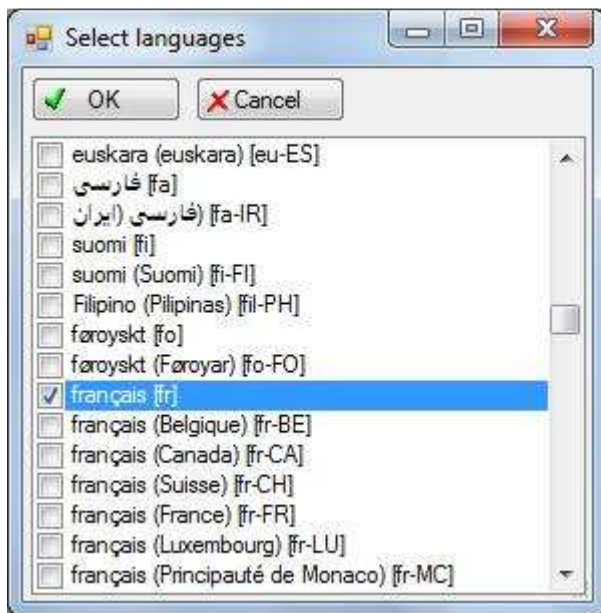 Select languages
OK Cancel
euskara (euskara) [eu-ES]
فارسى [fa]
فارسى (ايران) [fa-IR]
suomi [fi]
suomi (Suomi) [fi-FI]
Filipino (Pilipinas) [fil-PH]
føroyskt [fo]
føroyskt (Føroyar) [fo-FO]
français [fr]
français (Belgique) [fr-BE]
français (Canada) [fr-CA]
français (Suisse) [fr-CH]
français (France) [fr-FR]
français (Luxembourg) [fr-LU]
français (Principauté de Monaco) [fr-MC]